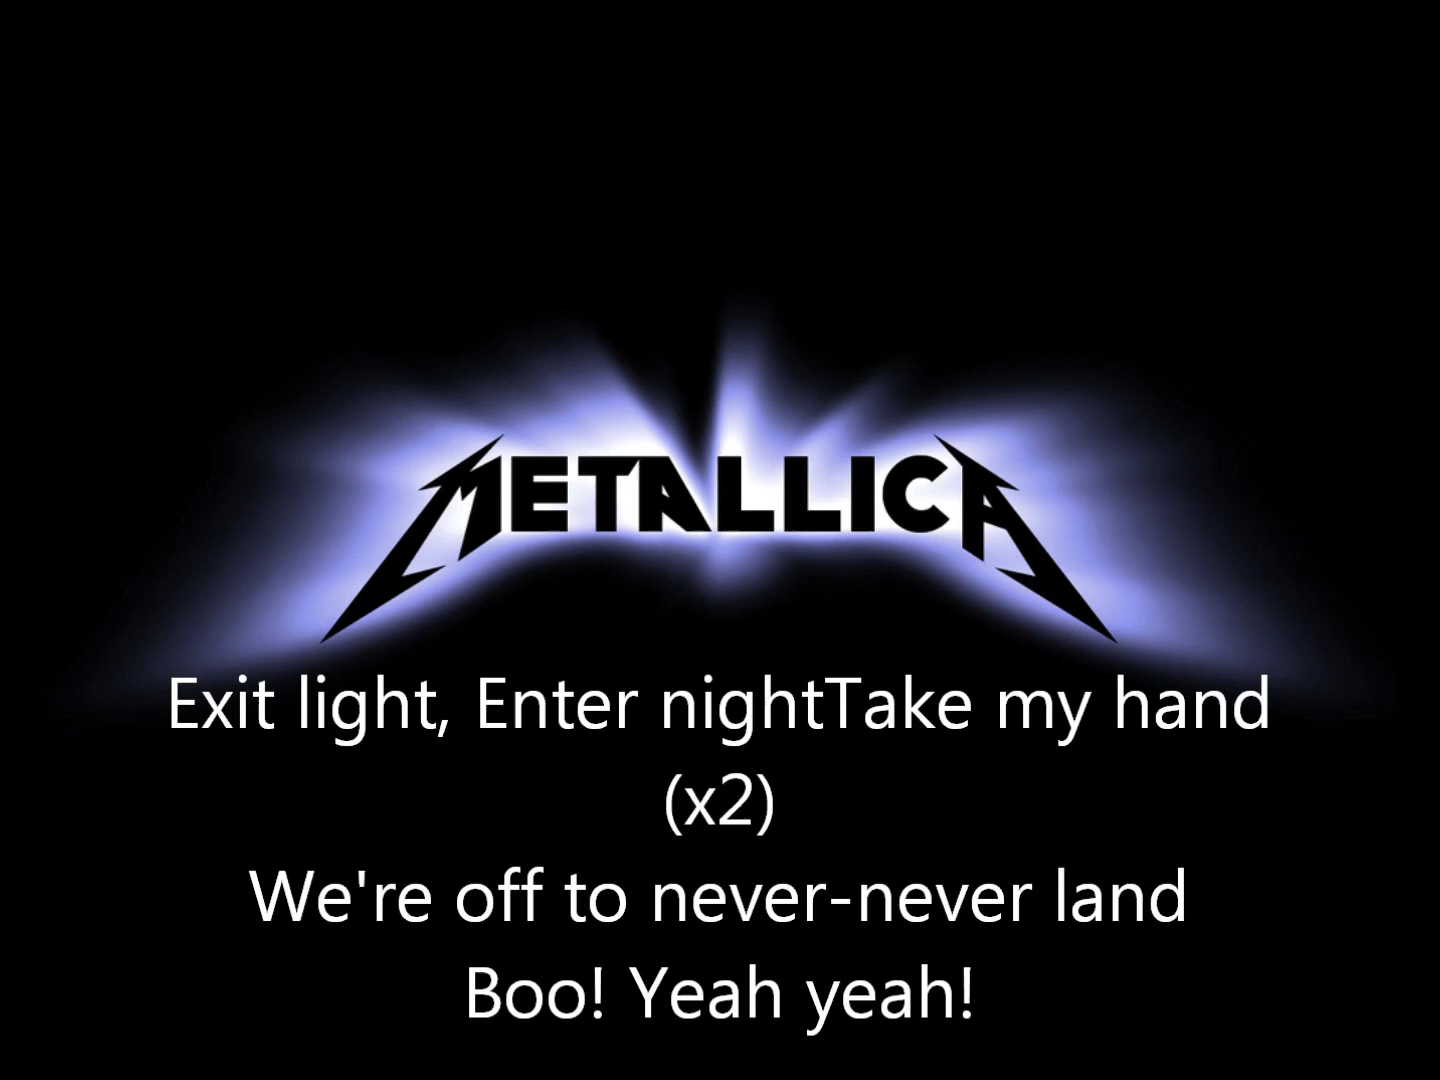 METALLICA
Exit light, Enter nightTake my hand
(x2)
We're off to never-never land
Boo! Yeah yeah!